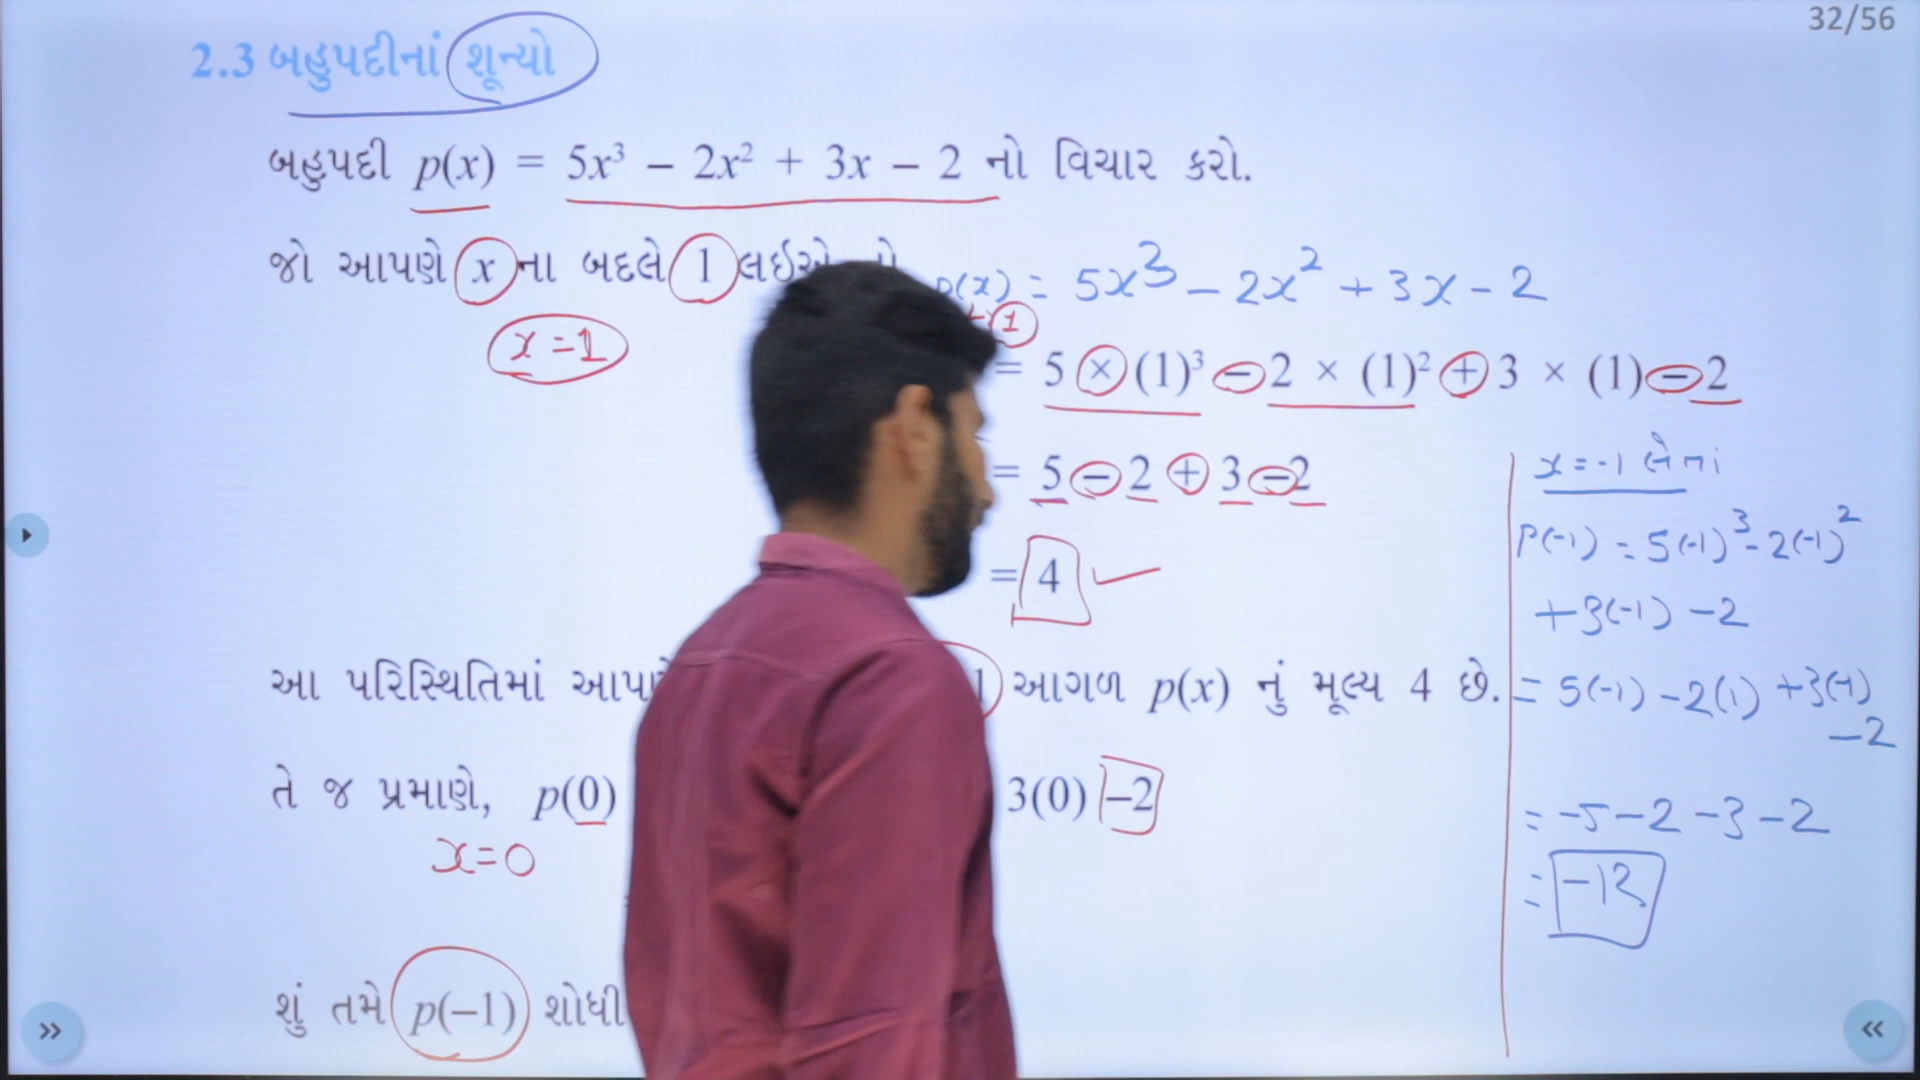 32/56
2.3 બહુપદીનાં શૂન્યો
બહુપદી p(x) = 5x³ – 2x² + 3x – 2 નો વિચાર કરો.
જો આપણે x ના બદલે 1
p(x) = 5x³ – 2x² + 3x – 2
x = 1
1
= 5 × (1)³ – 2 × (1)² + 3 × (1) – 2
= 5 – 2 + 3 – 2
= 4
આ પરિસ્થિતિમાં 1 આગળ p(x) નું મૂલ્ય 4 છે.
તે જ પ્રમાણે, p(0) 3(0) –2
x = 0
શું તમે p(–1) શોધી
x = -1 લેતાં
P(-1) = 5(-1)³ - 2(-1)²
+ 3(-1) - 2
= 5(-1) - 2(1) + 3(-1)
- 2
= -5 - 2 - 3 - 2
= -12